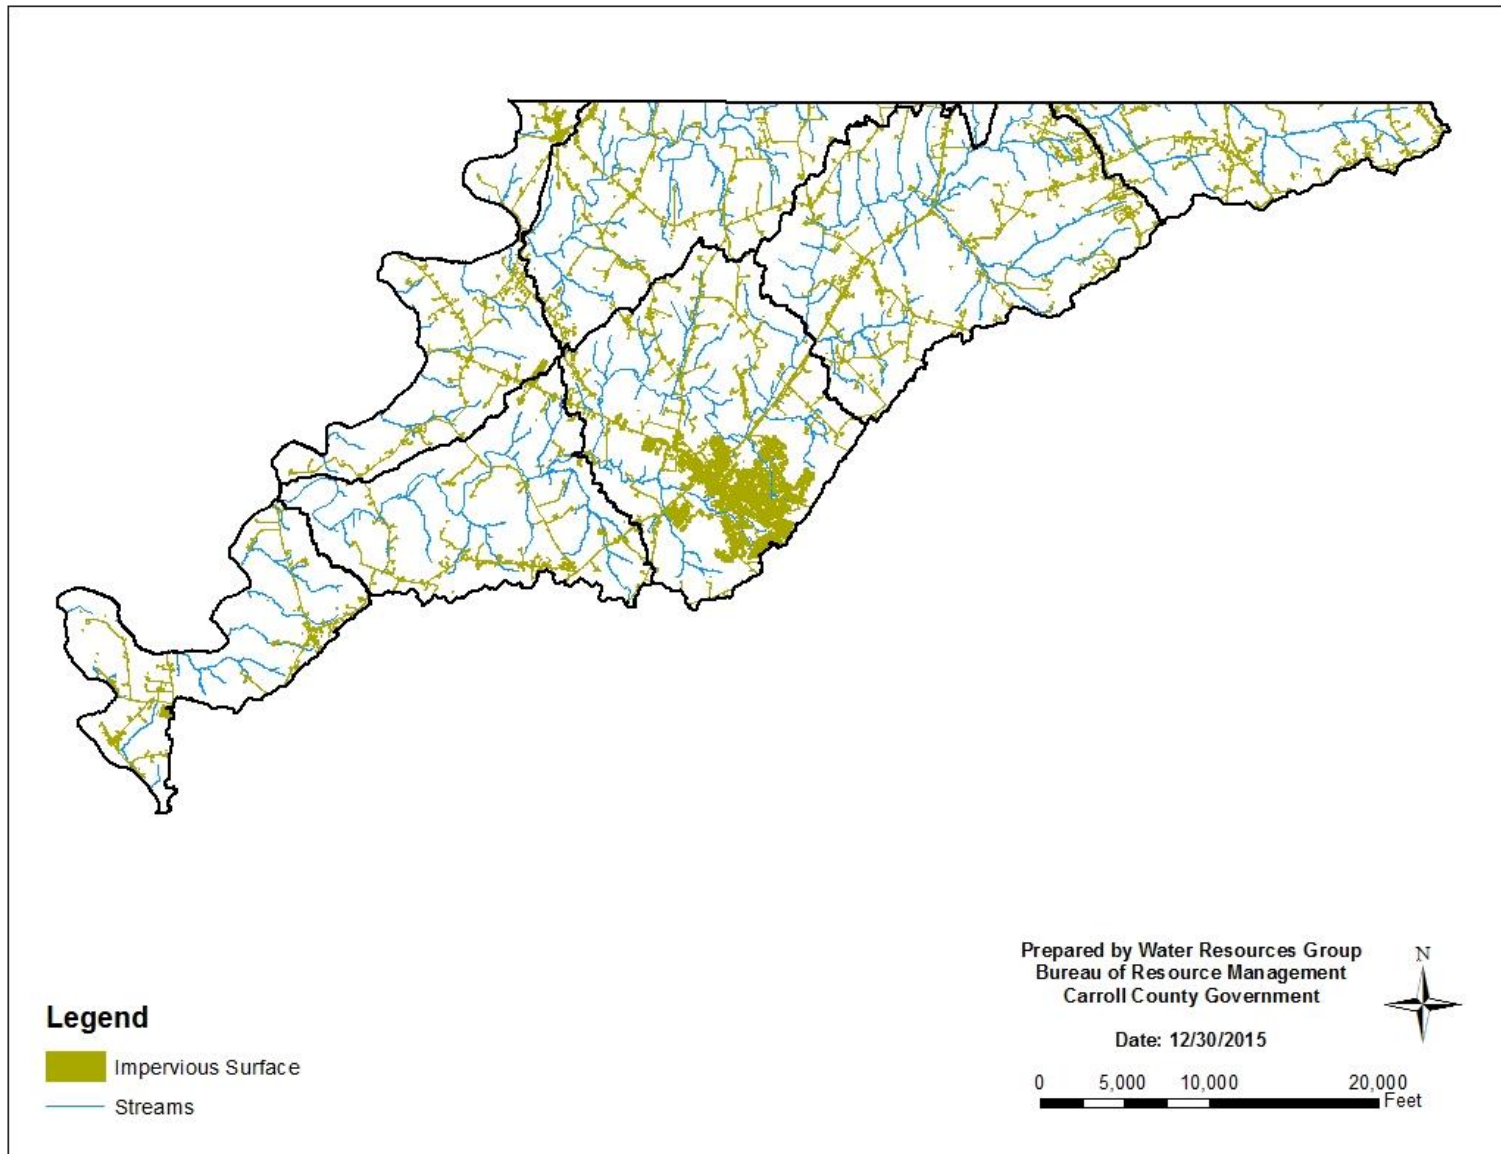 Prepared by Water Resources Group
Bureau of Resource Management
Carroll County Government
N
Date: 12/30/2015
0 5,000 10,000 20,000
Feet
Legend
Impervious Surface
Streams